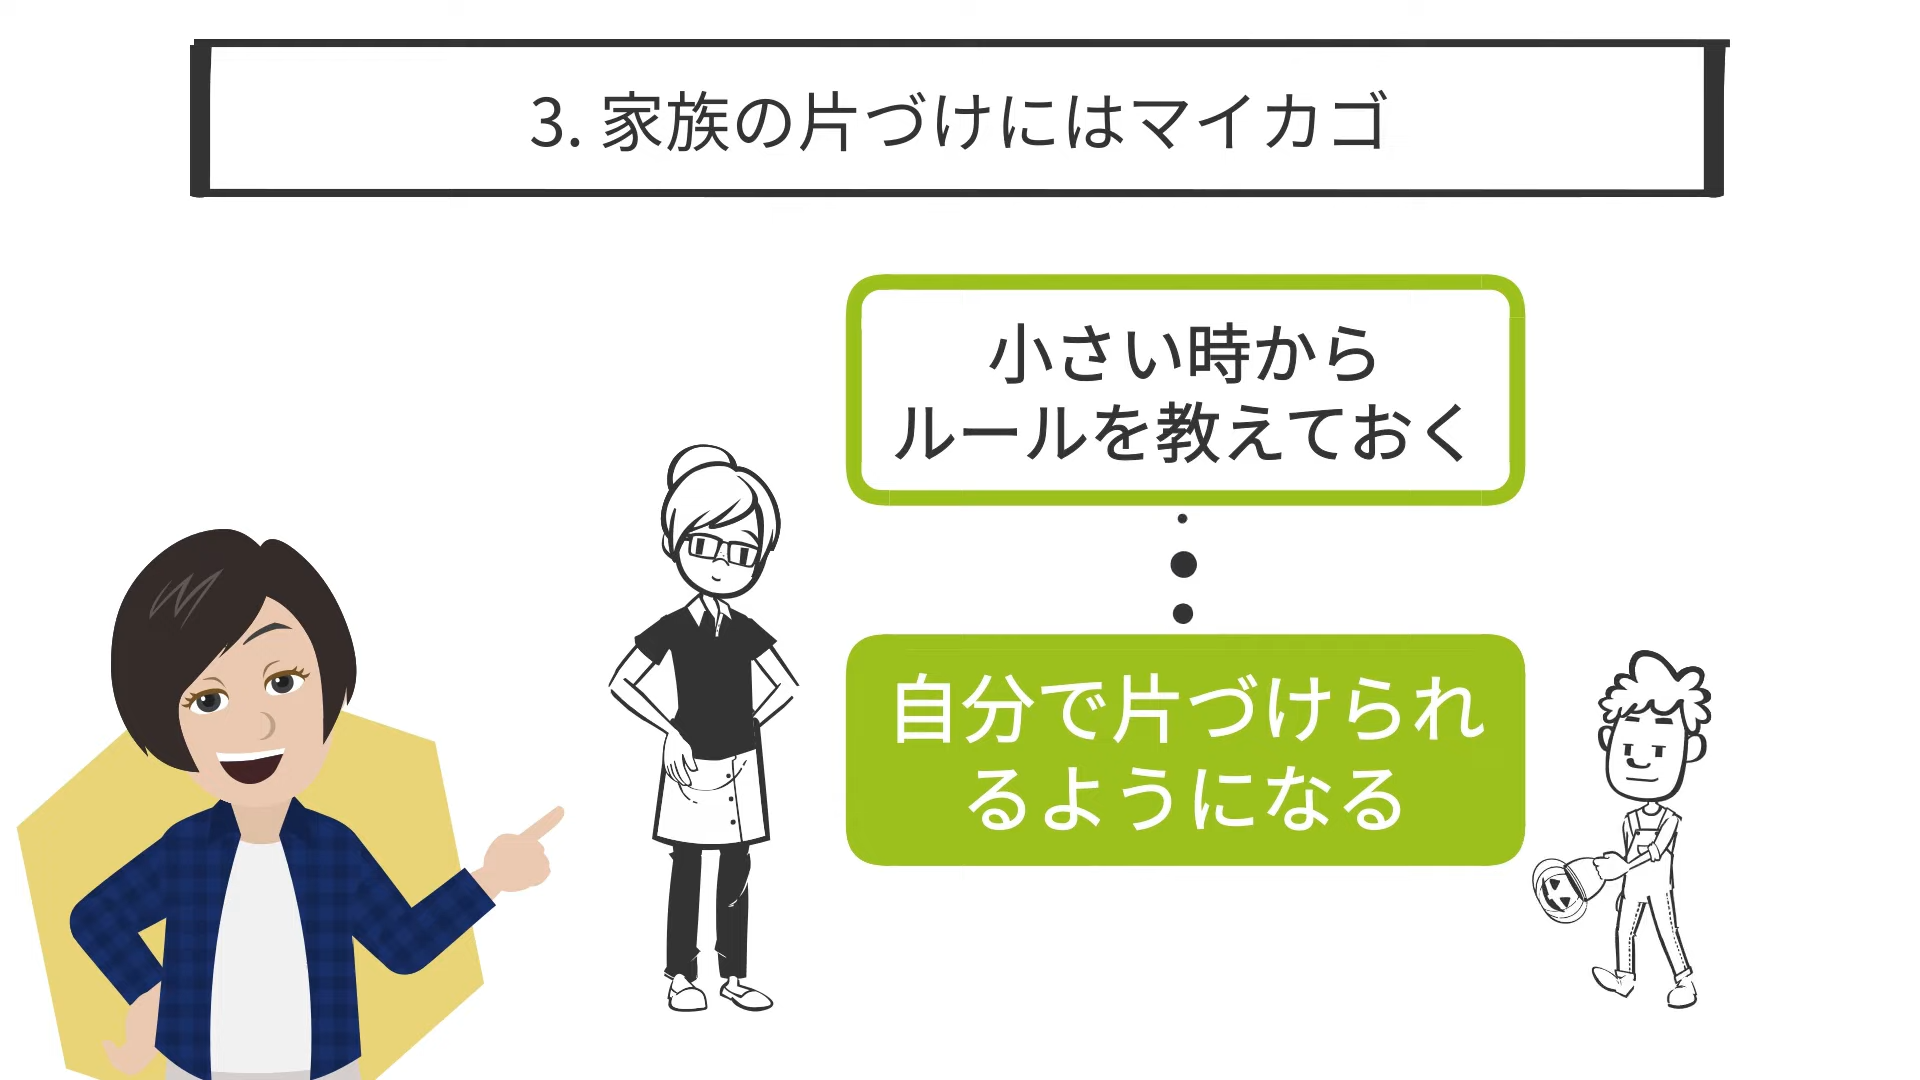 3. 家族の片づけにはマイカゴ
小さい時から
ルールを教えておく
自分で片づけられ
るようになる